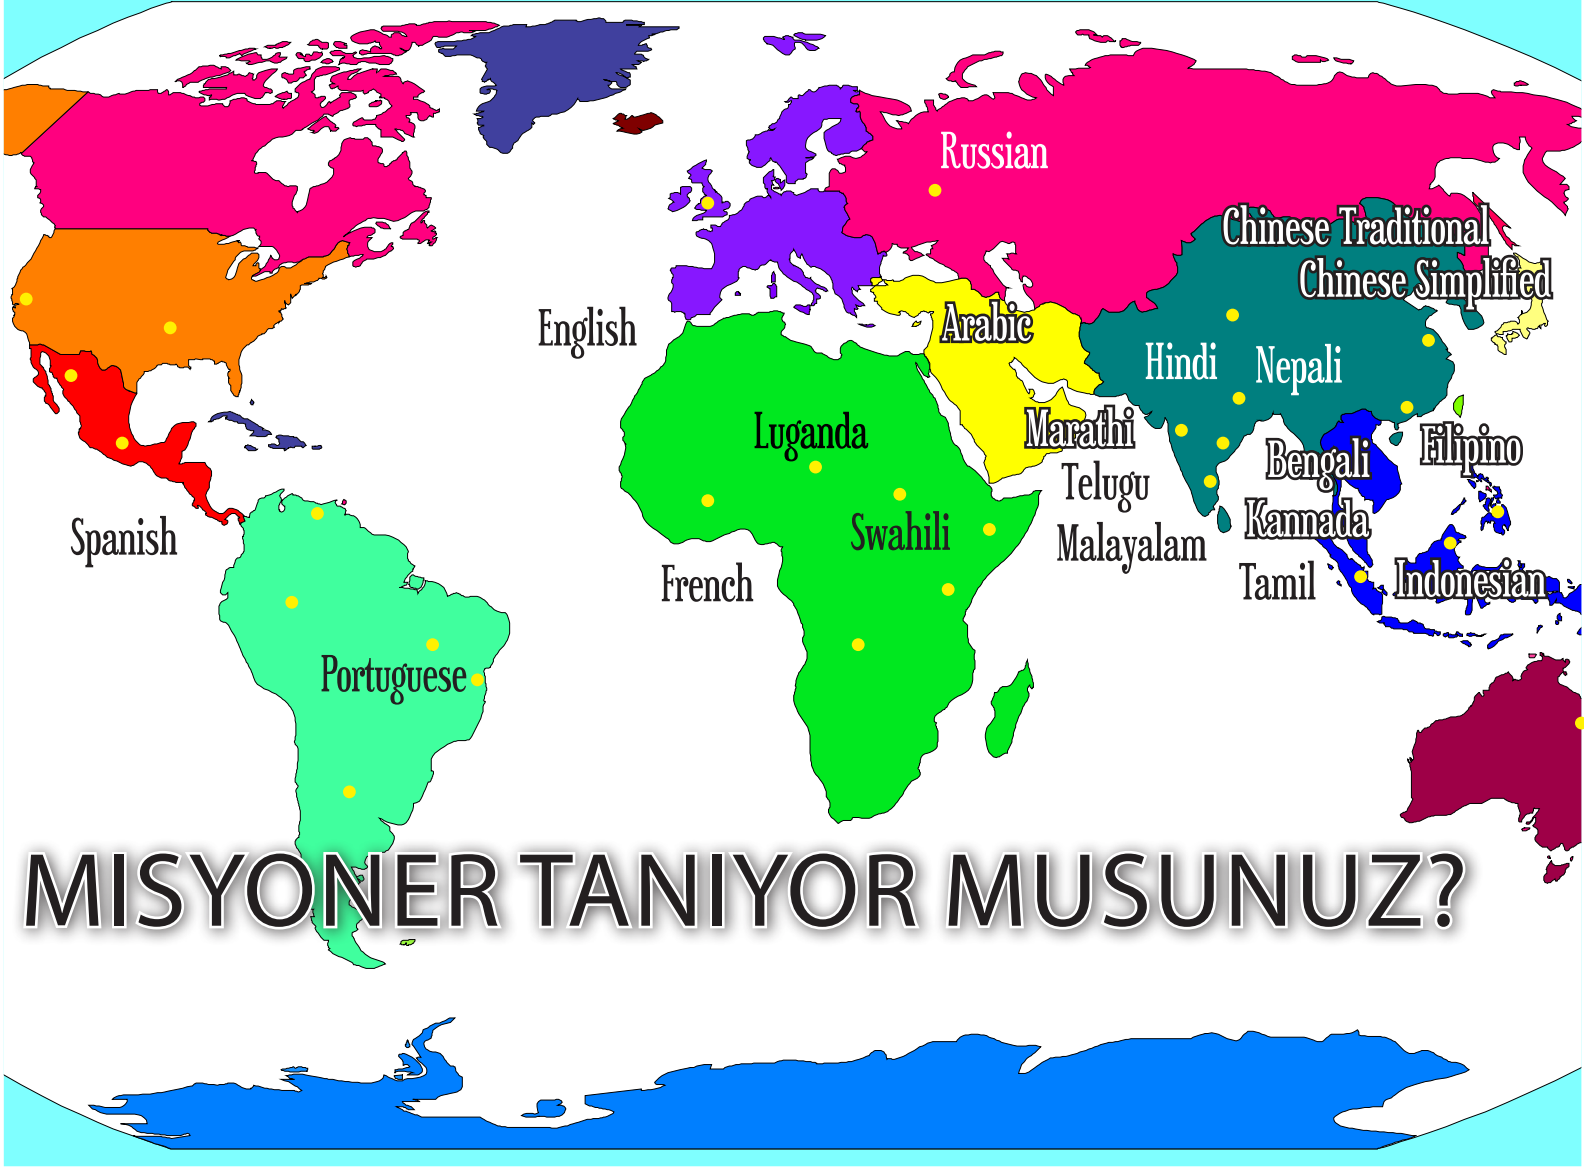 Russian
Chinese Traditional
Chinese Simplified
English
Arabic
Hindi
Nepali
Luganda
Marathi
Filipino
Bengali
Telugu
Spanish
Swahili
Kannada
Malayalam
French
Tamil
Indonesian
Portuguese
MISYONER TANIYOR MUSUNUZ?